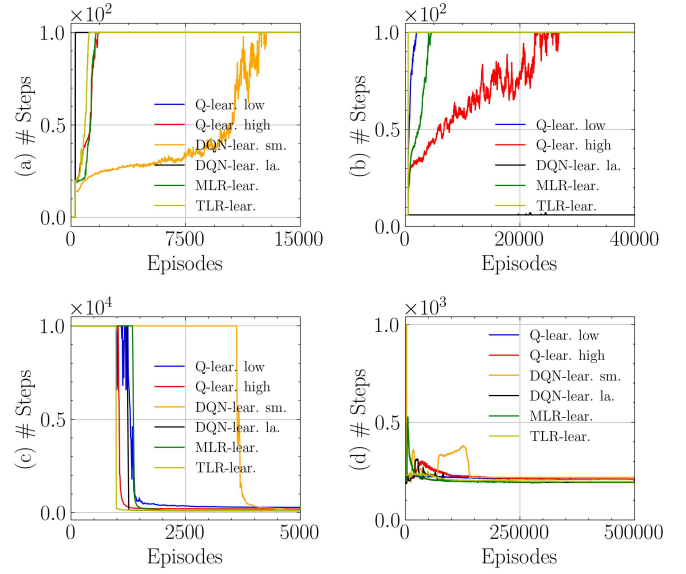 ×10²
1.0
0.5
0.0
(a) # Steps
Q-lear. low
Q-lear. high
DQN-lear. sm.
DQN-lear. la.
MLR-lear.
TLR-lear.
0
7500
15000
Episodes
×10²
1.0
0.5
0.0
(b) # Steps
Q-lear. low
Q-lear. high
DQN-lear. la.
MLR-lear.
TLR-lear.
0
20000
40000
Episodes
×10⁴
1.0
0.5
0.0
(c) # Steps
Q-lear. low
Q-lear. high
DQN-lear. sm.
DQN-lear. la.
MLR-lear.
TLR-lear.
0
2500
5000
Episodes
×10³
1.0
0.5
0.0
(d) # Steps
Q-lear. low
Q-lear. high
DQN-lear. sm.
DQN-lear. la.
MLR-lear.
TLR-lear.
0
250000
500000
Episodes